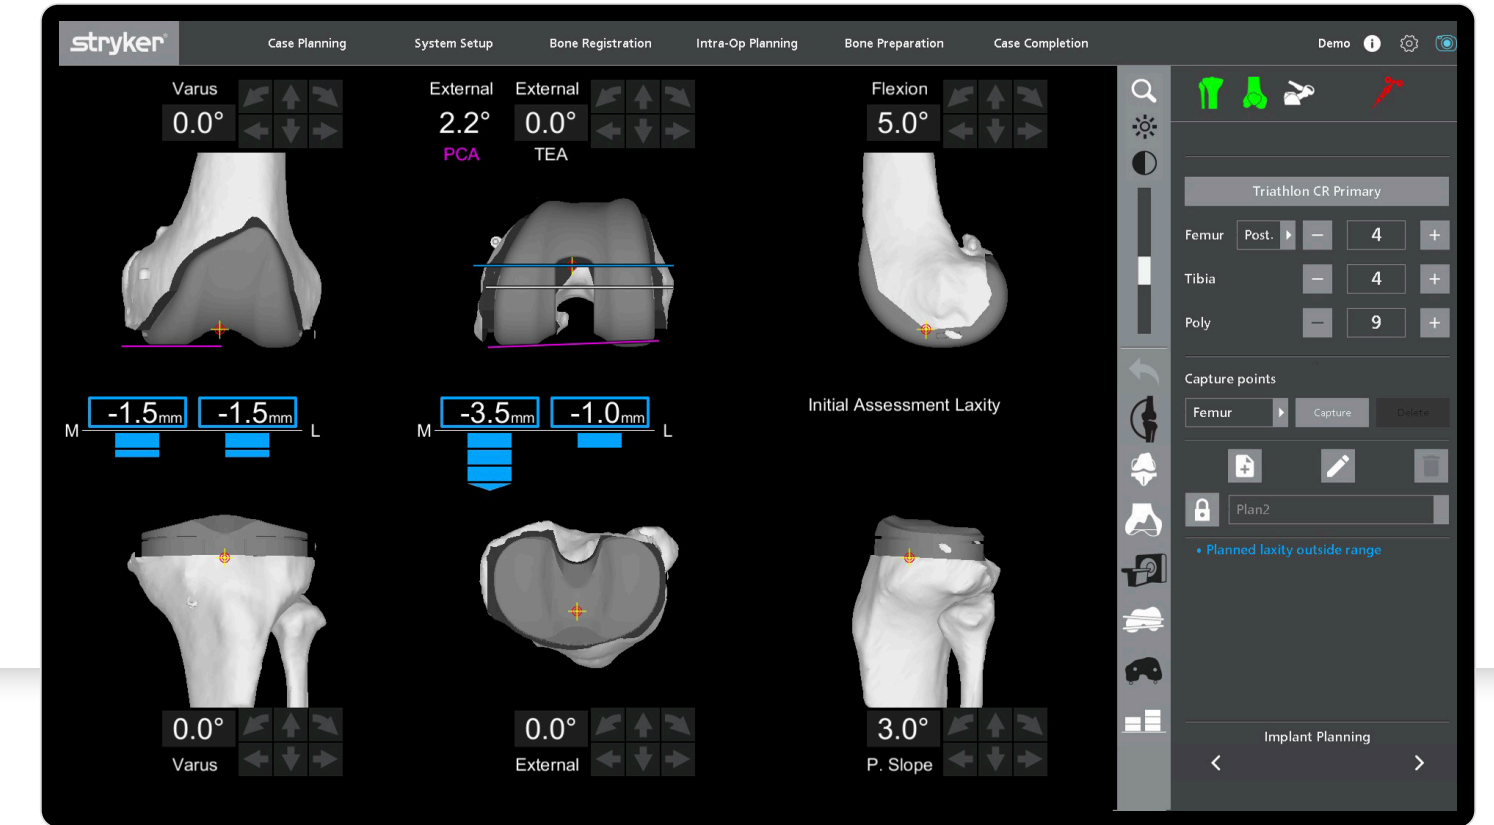 stryker®
Case Planning System Setup Bone Registration Intra-Op Planning Bone Preparation Case Completion Demo i
Varus External External Flexion
0.0° 2.2° 0.0° 5.0°
PCA TEA
Triathlon CR Primary
Femur Post. − 4 +
Tibia − 4 +
Poly − 9 +
Capture points
Femur Capture Delete
-1.5mm -1.5mm -3.5mm -1.0mm Initial Assessment Laxity
M L M L
Plan2
• Planned laxity outside range
0.0° 0.0° 3.0°
Varus External P. Slope
Implant Planning